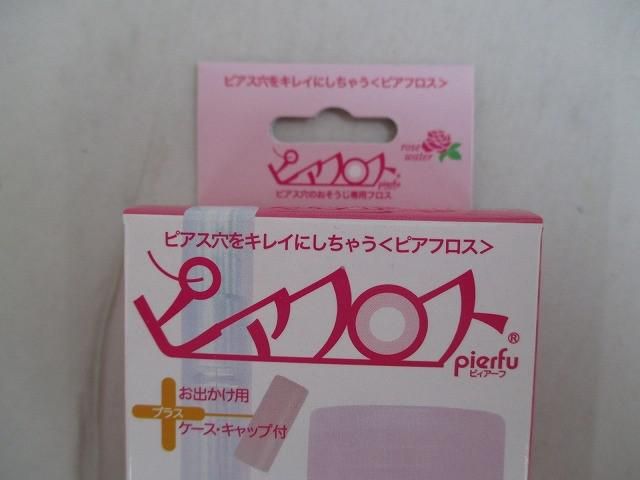 ピアス穴をキレイにしちゃう＜ピアフロス＞
rose water
ピアフロス
pierfu
ピアス穴のおそうじ専用フロス
ピアス穴をキレイにしちゃう＜ピアフロス＞
ピアフロス®
pierfu
ピィアーフ
お出かけ用
プラス
ケース・キャップ付